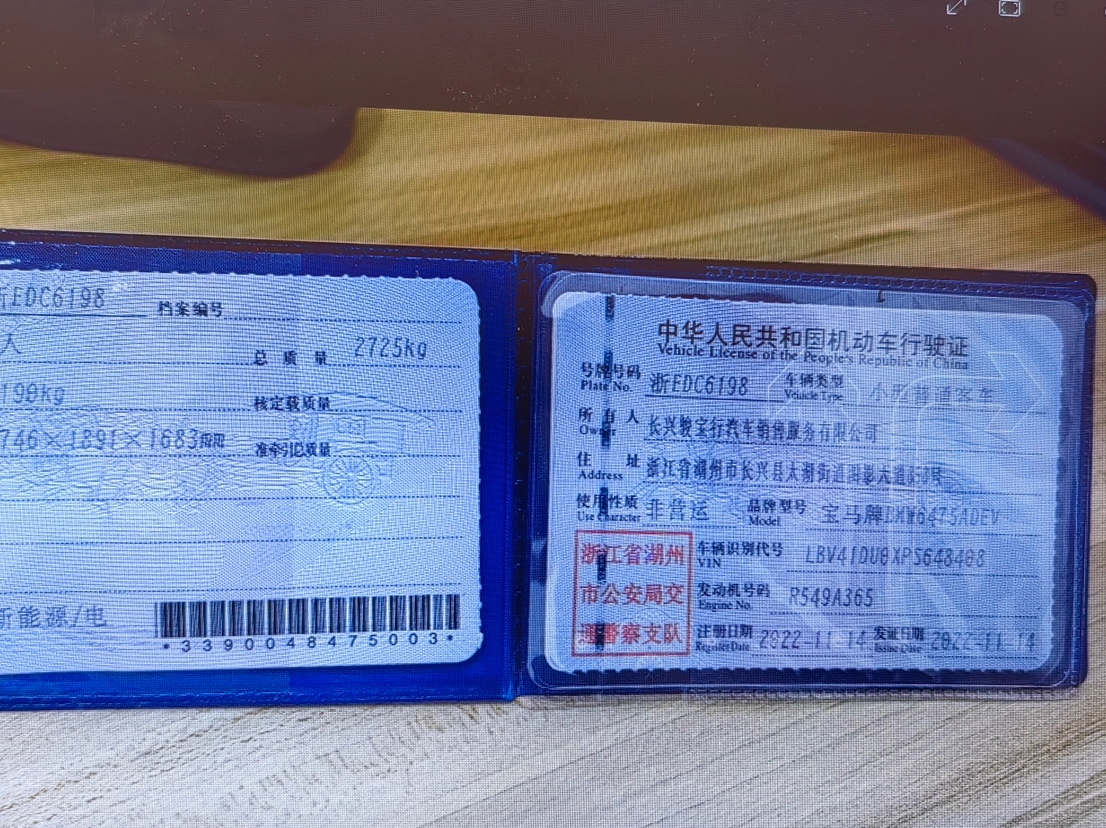 浙EDC6198 档案编号
人 总质量 2725kg
190kg 核定载质量
746×1891×1683mm 准牵引总质量
新能源/电
*3390048475003*
中华人民共和国机动车行驶证
Vehicle License of the People's Republic of China
号牌号码 浙EDC6198 车辆类型 小型普通客车
Plate No. Vehicle Type
所有人 长兴骏宝行汽车销售服务有限公司
Owner
住址 浙江省湖州市长兴县太湖街道画溪大道
Address
使用性质 非营运 品牌型号 宝马牌BMW6475ADEV
Use Character Model
浙江省湖州 车辆识别代号
VIN
市公安局交 发动机号码 R549A365
Engine No.
通警察支队 注册日期 2022-11-14 发证日期 2022-11-14
Register Date Issue Date